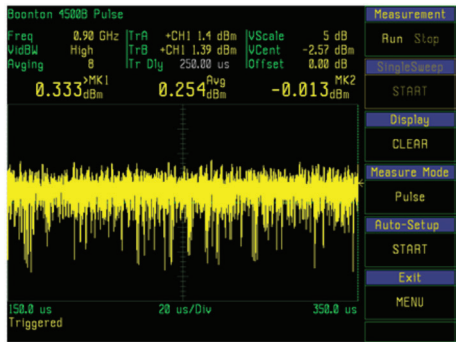 Boonton 4500B Pulse
Freq 0.90 GHz TrA +CH1 1.4 dBm VScale 5 dB
VidBW High TrB +CH1 1.39 dBm VCent -2.57 dBm
Avging 8 Tr Dly 250.00 us Offset 0.00 dB
>MK1 Avg MK2
0.333 dBm 0.254 dBm -0.013 dBm
150.0 us 20 us/Div 350.0 us
Triggered
Measurement
Run Stop
SingleSweep
START
Display
CLEAR
Measure Mode
Pulse
Auto-Setup
START
Exit
MENU